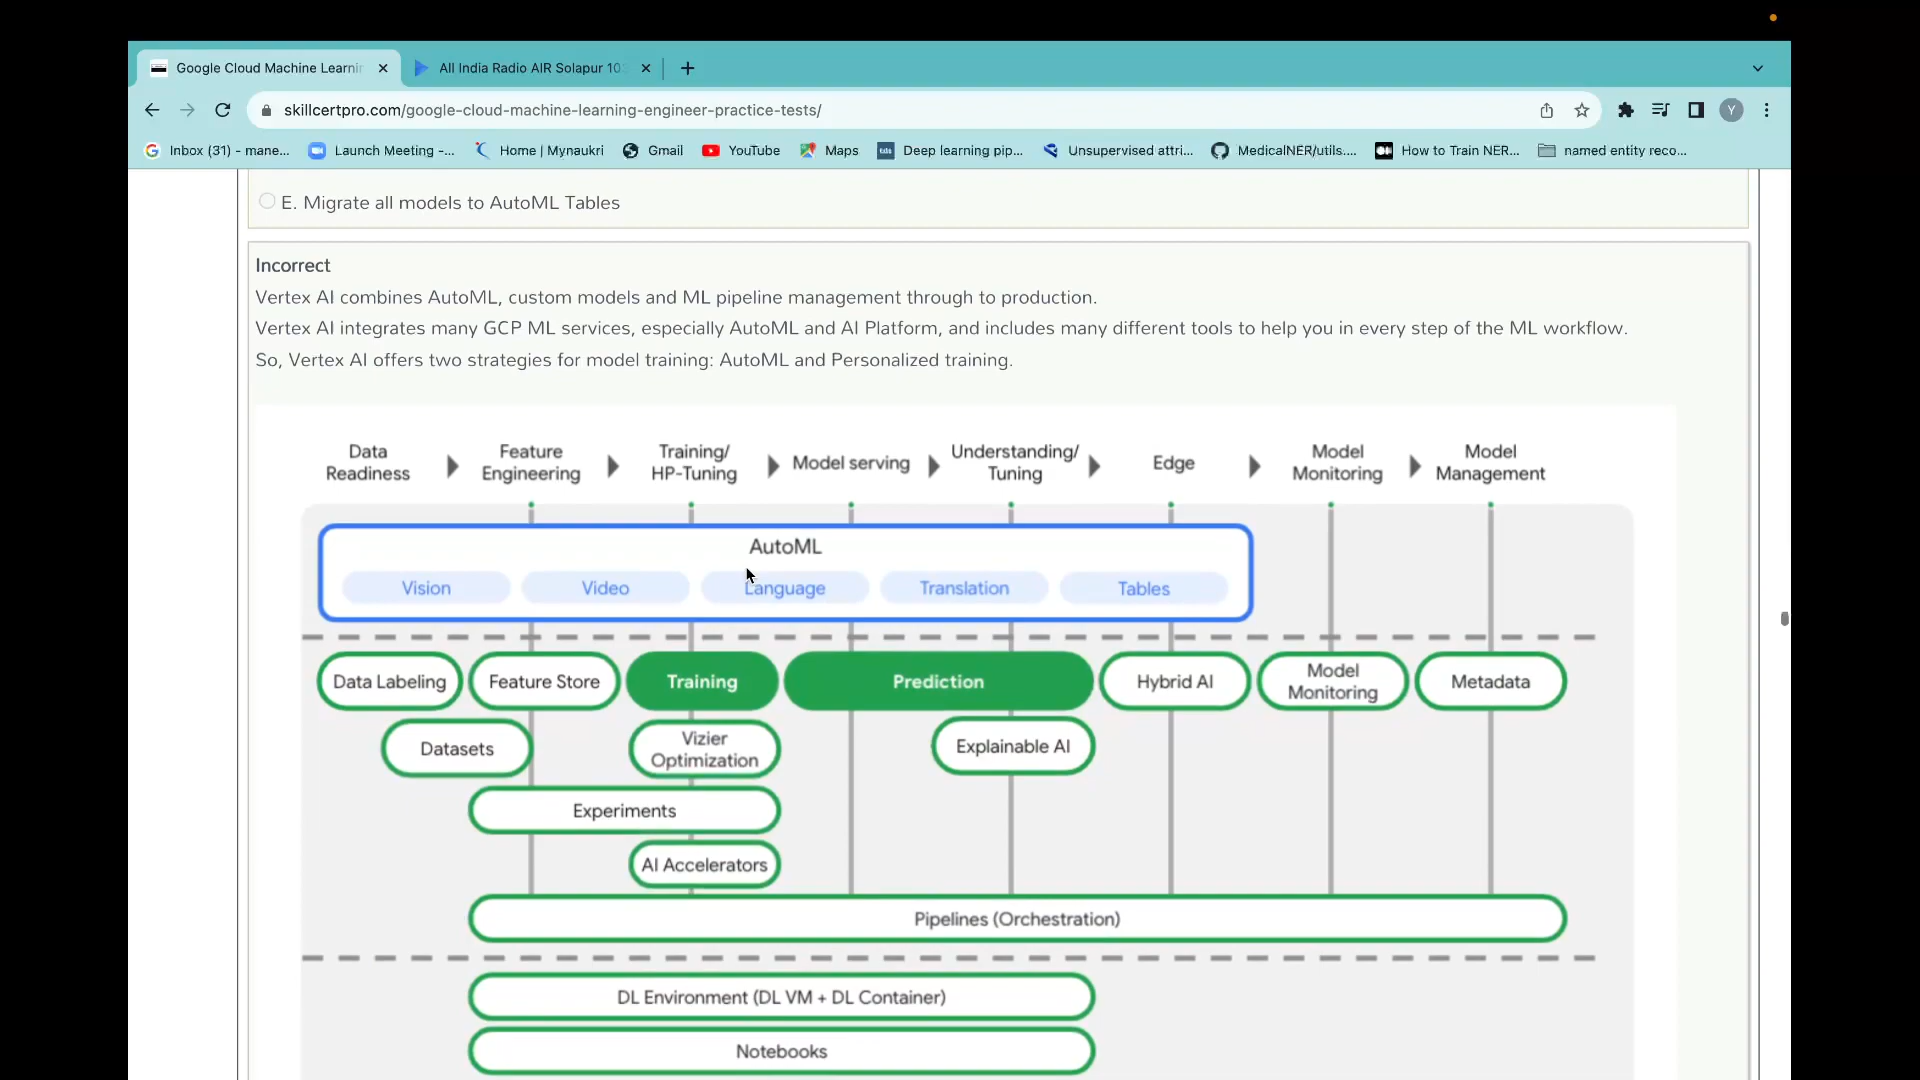 Google Cloud Machine Learnin
All India Radio AIR Solapur 103
skillcertpro.com/google-cloud-machine-learning-engineer-practice-tests/
Y
Inbox (31) - mane...
Launch Meeting -...
Home | Mynaukri
Gmail
YouTube
Maps
Deep learning pip...
Unsupervised attri...
MedicalNER/utils....
How to Train NER...
named entity reco...
E. Migrate all models to AutoML Tables
Incorrect
Vertex AI combines AutoML, custom models and ML pipeline management through to production.
Vertex AI integrates many GCP ML services, especially AutoML and AI Platform, and includes many different tools to help you in every step of the ML workflow.
So, Vertex AI offers two strategies for model training: AutoML and Personalized training.
Data
Readiness
Feature
Engineering
Training/
HP-Tuning
Model serving
Understanding/
Tuning
Edge
Model
Monitoring
Model
Management
AutoML
Vision
Video
Language
Translation
Tables
Data Labeling
Feature Store
Training
Prediction
Hybrid AI
Model
Monitoring
Metadata
Datasets
Vizier
Optimization
Explainable AI
Experiments
AI Accelerators
Pipelines (Orchestration)
DL Environment (DL VM + DL Container)
Notebooks